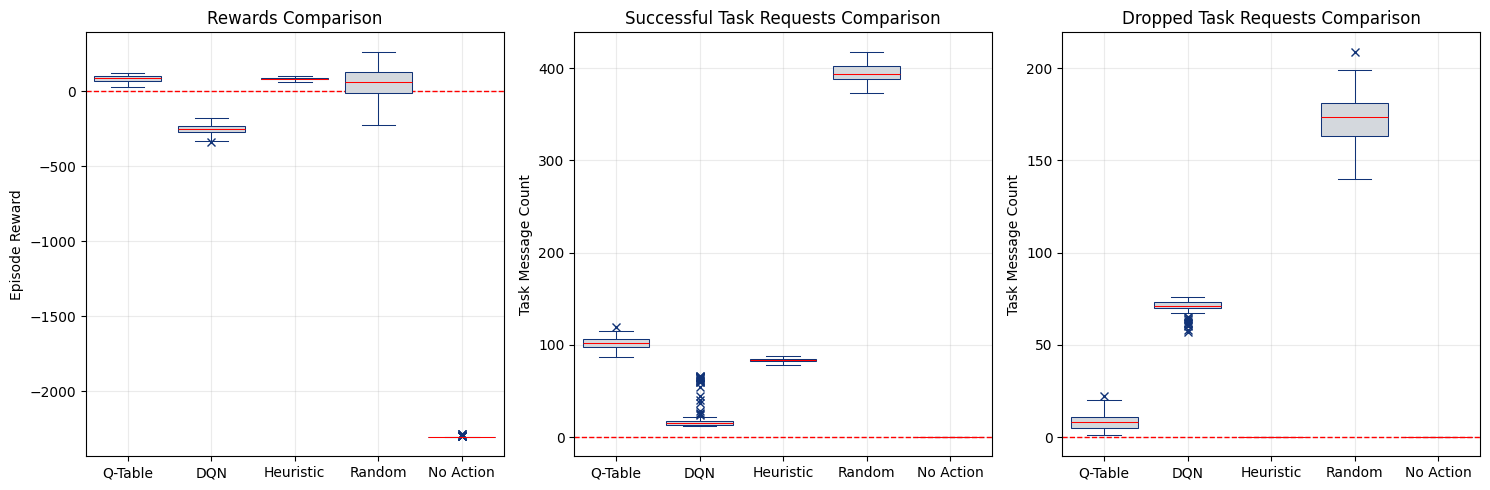 Rewards Comparison
Episode Reward
0
−500
−1000
−1500
−2000
Q-Table
DQN
Heuristic
Random
No Action
Successful Task Requests Comparison
Task Message Count
400
300
200
100
0
Q-Table
DQN
Heuristic
Random
No Action
Dropped Task Requests Comparison
Task Message Count
200
150
100
50
0
Q-Table
DQN
Heuristic
Random
No Action